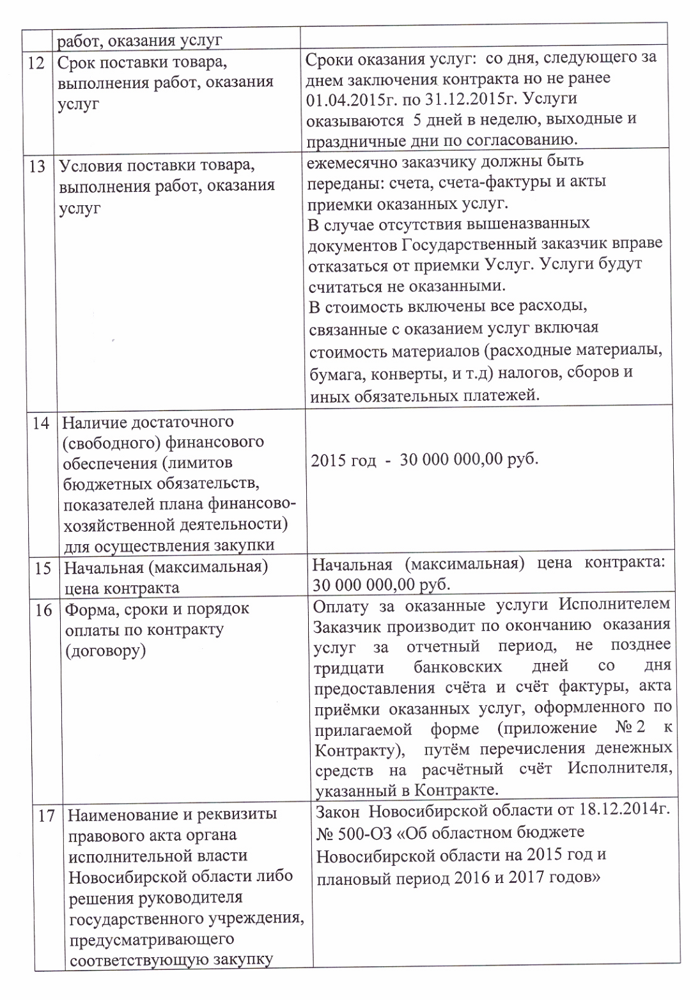 работ, оказания услуг
12
Срок поставки товара,
выполнения работ, оказания
услуг
Сроки оказания услуг: со дня, следующего за
днем заключения контракта но не ранее
01.04.2015г. по 31.12.2015г. Услуги
оказываются 5 дней в неделю, выходные и
праздничные дни по согласованию.
13
Условия поставки товара,
выполнения работ, оказания
услуг
ежемесячно заказчику должны быть
переданы: счета, счета-фактуры и акты
приемки оказанных услуг.
В случае отсутствия вышеназванных
документов Государственный заказчик вправе
отказаться от приемки Услуг. Услуги будут
считаться не оказанными.
В стоимость включены все расходы,
связанные с оказанием услуг включая
стоимость материалов (расходные материалы,
бумага, конверты, и т.д) налогов, сборов и
иных обязательных платежей.
14
Наличие достаточного
(свободного) финансового
обеспечения (лимитов
бюджетных обязательств,
показателей плана финансово-
хозяйственной деятельности)
для осуществления закупки
2015 год - 30 000 000,00 руб.
15
Начальная (максимальная)
цена контракта
Начальная (максимальная) цена контракта:
30 000 000,00 руб.
16
Форма, сроки и порядок
оплаты по контракту
(договору)
Оплату за оказанные услуги Исполнителем
Заказчик производит по окончанию оказания
услуг за отчетный период, не позднее
тридцати банковских дней со дня
предоставления счёта и счёт фактуры, акта
приёмки оказанных услуг, оформленного по
прилагаемой форме (приложение № 2 к
Контракту), путём перечисления денежных
средств на расчётный счёт Исполнителя,
указанный в Контракте.
17
Наименование и реквизиты
правового акта органа
исполнительной власти
Новосибирской области либо
решения руководителя
государственного учреждения,
предусматривающего
соответствующую закупку
Закон Новосибирской области от 18.12.2014г.
№ 500-ОЗ «Об областном бюджете
Новосибирской области на 2015 год и
плановый период 2016 и 2017 годов»